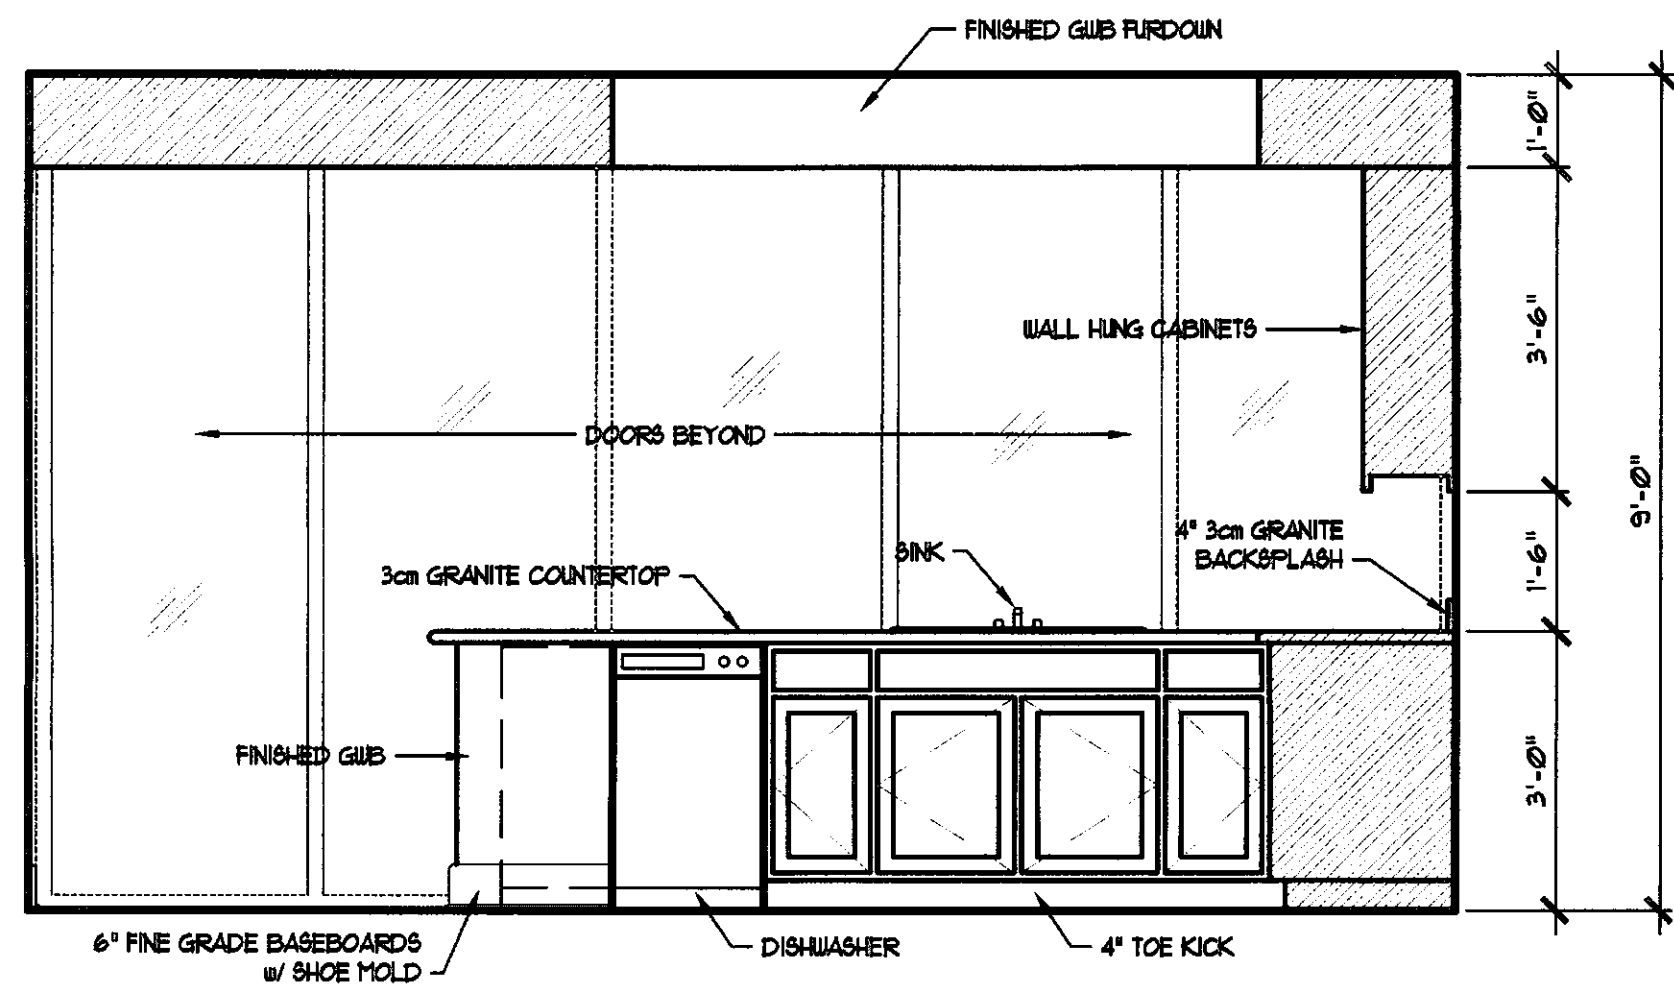 FINISHED GWB FURDOWN
1'-0"
3'-6"
WALL HUNG CABINETS
DOORS BEYOND
9'-0"
4" 3cm GRANITE
BACKSPLASH
SINK
1'-6"
3cm GRANITE COUNTERTOP
FINISHED GWB
3'-0"
6" FINE GRADE BASEBOARDS
w/ SHOE MOLD
DISHWASHER
4" TOE KICK